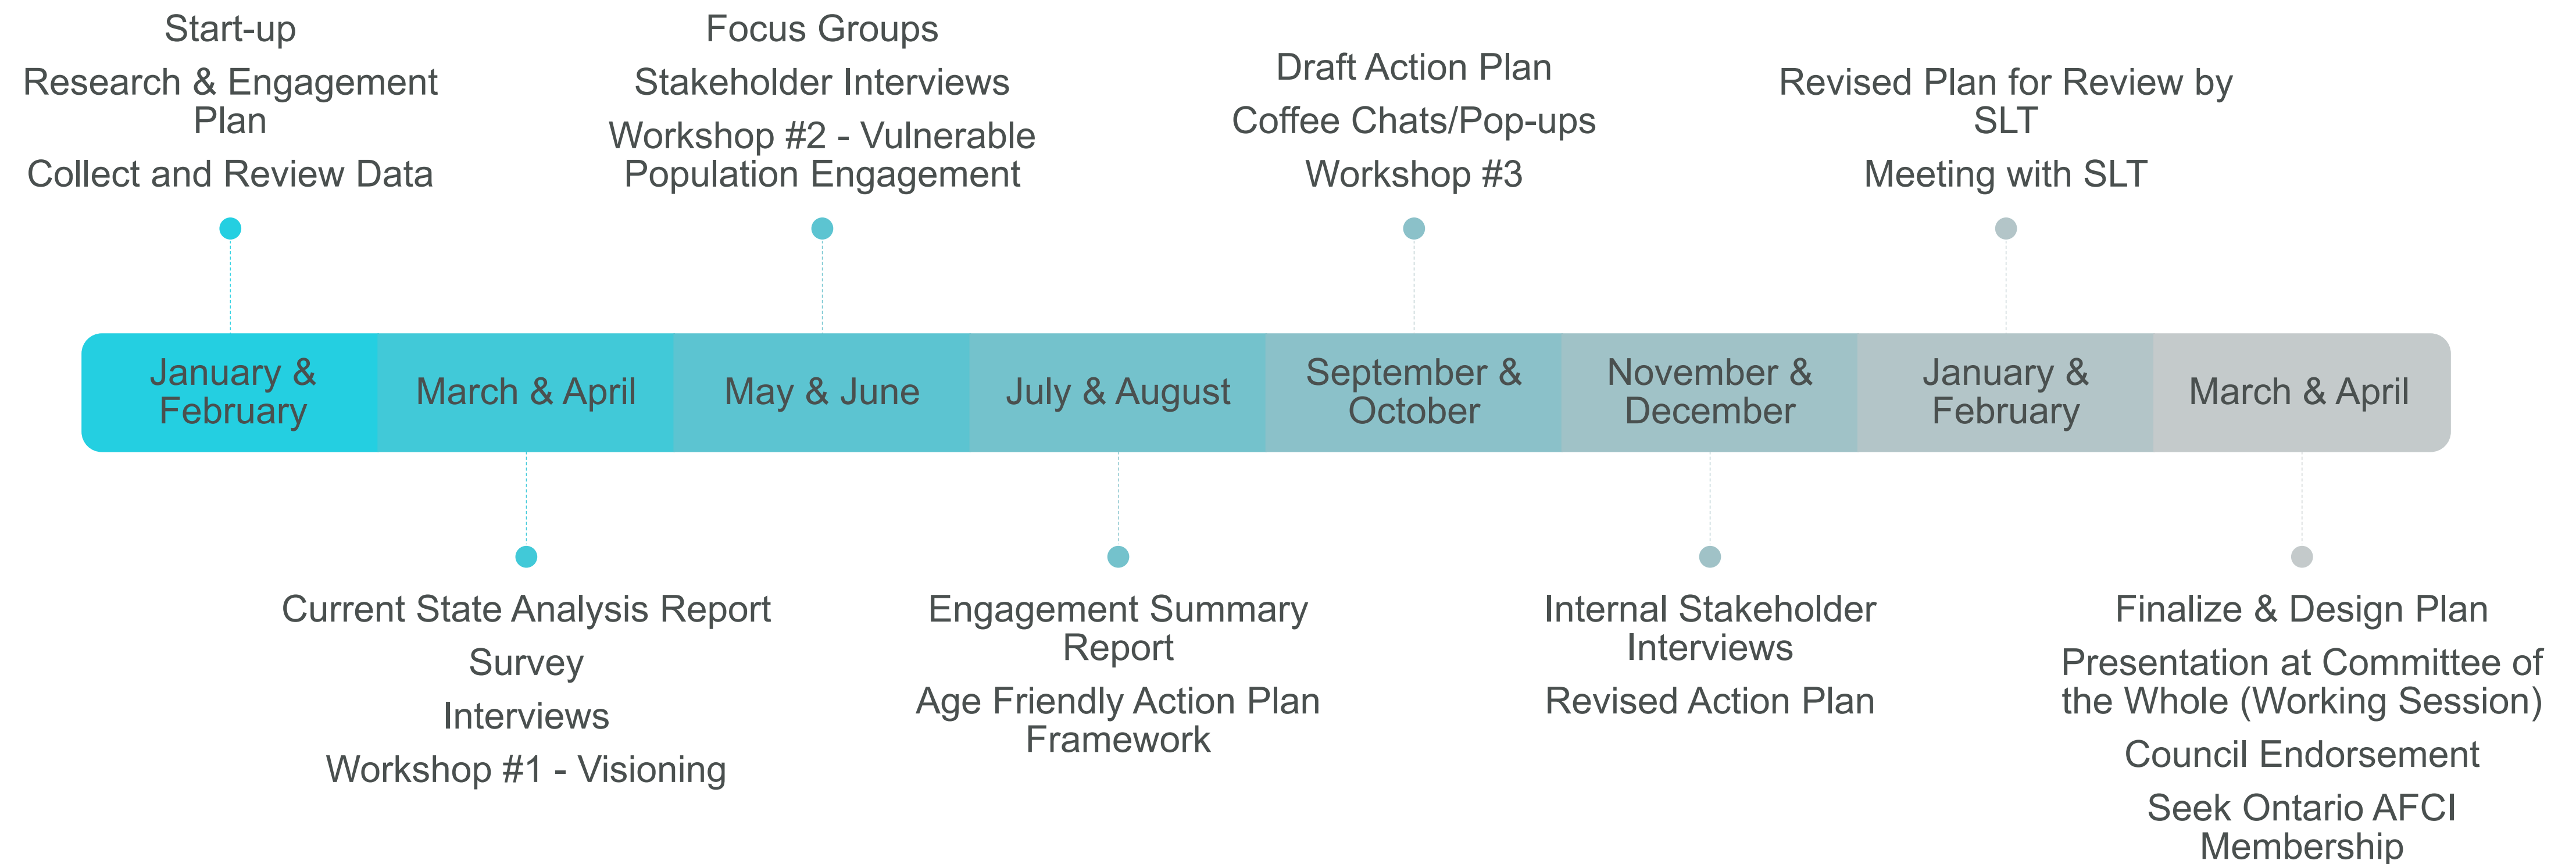 Start-up
Research & Engagement
Plan
Collect and Review Data
Focus Groups
Stakeholder Interviews
Workshop #2 - Vulnerable
Population Engagement
Draft Action Plan
Coffee Chats/Pop-ups
Workshop #3
Revised Plan for Review by
SLT
Meeting with SLT
January &
February
March & April
May & June
July & August
September &
October
November &
December
January &
February
March & April
Current State Analysis Report
Survey
Interviews
Workshop #1 - Visioning
Engagement Summary
Report
Age Friendly Action Plan
Framework
Internal Stakeholder
Interviews
Revised Action Plan
Finalize & Design Plan
Presentation at Committee of
the Whole (Working Session)
Council Endorsement
Seek Ontario AFCI
Membership